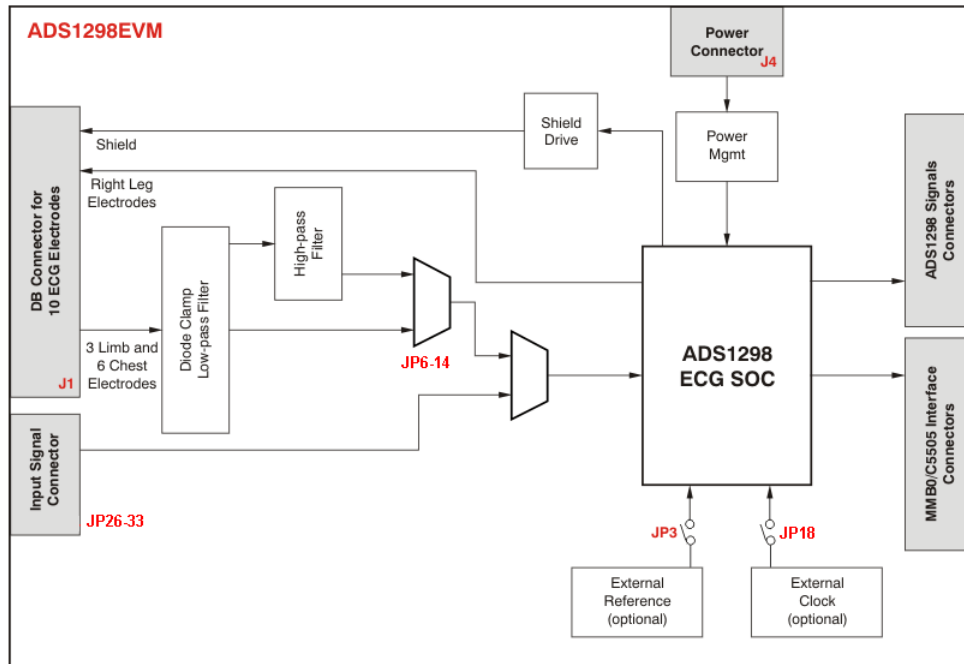 ADS1298EVM
Power
Connector
J4
Shield
Drive
Power
Mgmt
Shield
Right Leg
Electrodes
DB Connector for
10 ECG Electrodes
J1
3 Limb and
6 Chest
Electrodes
Diode Clamp
Low-pass Filter
High-pass
Filter
JP6-14
ADS1298
ECG SOC
ADS1298 Signals
Connectors
MMB0/C5505 Interface
Connectors
Input Signal
Connector
JP26-33
JP3
JP18
External
Reference
(optional)
External
Clock
(optional)